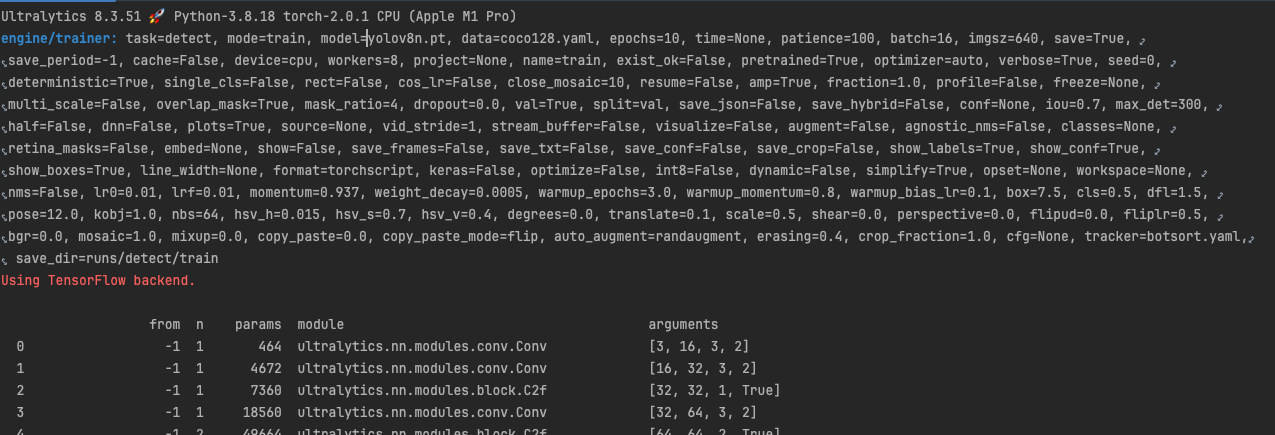 Ultralytics 8.3.51 🚀 Python-3.8.18 torch-2.0.1 CPU (Apple M1 Pro)
engine/trainer: task=detect, mode=train, model=yolov8n.pt, data=coco128.yaml, epochs=10, time=None, patience=100, batch=16, imgsz=640, save=True,
save_period=-1, cache=False, device=cpu, workers=8, project=None, name=train, exist_ok=False, pretrained=True, optimizer=auto, verbose=True, seed=0,
deterministic=True, single_cls=False, rect=False, cos_lr=False, close_mosaic=10, resume=False, amp=True, fraction=1.0, profile=False, freeze=None,
multi_scale=False, overlap_mask=True, mask_ratio=4, dropout=0.0, val=True, split=val, save_json=False, save_hybrid=False, conf=None, iou=0.7, max_det=300,
half=False, dnn=False, plots=True, source=None, vid_stride=1, stream_buffer=False, visualize=False, augment=False, agnostic_nms=False, classes=None,
retina_masks=False, embed=None, show=False, save_frames=False, save_txt=False, save_conf=False, save_crop=False, show_labels=True, show_conf=True,
show_boxes=True, line_width=None, format=torchscript, keras=False, optimize=False, int8=False, dynamic=False, simplify=True, opset=None, workspace=None,
nms=False, lr0=0.01, lrf=0.01, momentum=0.937, weight_decay=0.0005, warmup_epochs=3.0, warmup_momentum=0.8, warmup_bias_lr=0.1, box=7.5, cls=0.5, dfl=1.5,
pose=12.0, kobj=1.0, nbs=64, hsv_h=0.015, hsv_s=0.7, hsv_v=0.4, degrees=0.0, translate=0.1, scale=0.5, shear=0.0, perspective=0.0, flipud=0.0, fliplr=0.5,
bgr=0.0, mosaic=1.0, mixup=0.0, copy_paste=0.0, copy_paste_mode=flip, auto_augment=randaugment, erasing=0.4, crop_fraction=1.0, cfg=None, tracker=botsort.yaml,
save_dir=runs/detect/train
Using TensorFlow backend.
from n params module arguments
0 -1 1 464 ultralytics.nn.modules.conv.Conv [3, 16, 3, 2]
1 -1 1 4672 ultralytics.nn.modules.conv.Conv [16, 32, 3, 2]
2 -1 1 7360 ultralytics.nn.modules.block.C2f [32, 32, 1, True]
3 -1 1 18560 ultralytics.nn.modules.conv.Conv [32, 64, 3, 2]
4 -1 2 49664 ultralytics.nn.modules.block.C2f [64, 64, 2, True]